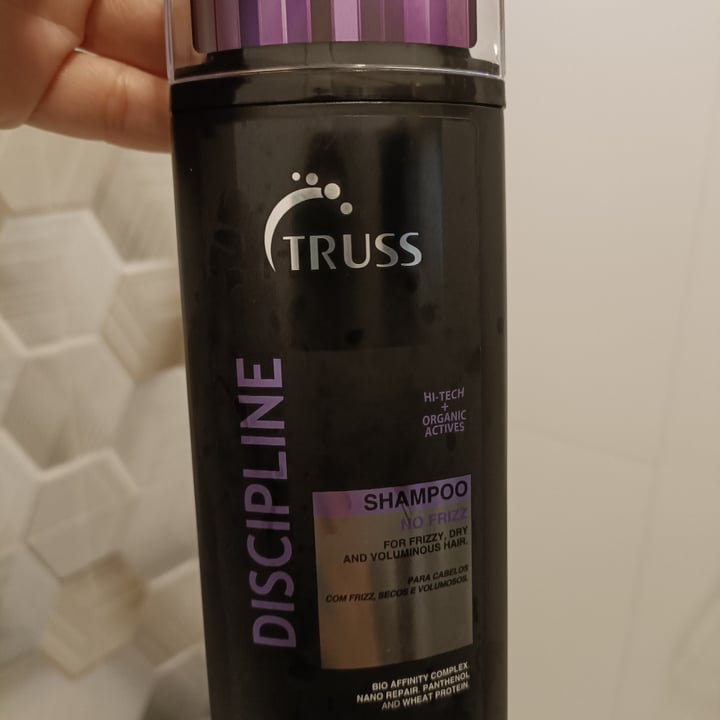 TRUSS
DISCIPLINE
HI-TECH
+
ORGANIC
ACTIVES
SHAMPOO
NO FRIZZ
FOR FRIZZY, DRY
AND VOLUMINOUS HAIR.
PARA CABELOS
COM FRIZZ, SECOS E VOLUMOSOS.
BIO AFFINITY COMPLEX
NANO REPAIR, PANTHENOL
AND WHEAT PROTEIN.